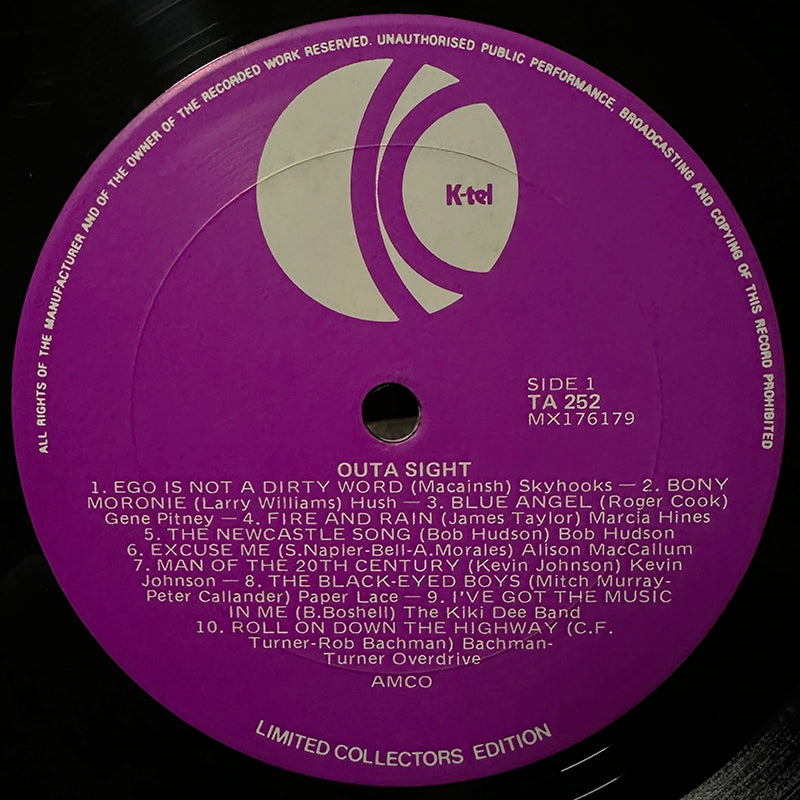 ALL RIGHTS OF THE MANUFACTURER AND OF THE OWNER OF THE RECORDED WORK RESERVED. UNAUTHORISED PUBLIC PERFORMANCE, BROADCASTING AND COPYING OF THIS RECORD PROHIBITED
K-tel
SIDE 1
TA 252
MX176179
OUTA SIGHT
1. EGO IS NOT A DIRTY WORD (Macainsh) Skyhooks — 2. BONY
MORONIE (Larry Williams) Hush — 3. BLUE ANGEL (Roger Cook)
Gene Pitney — 4. FIRE AND RAIN (James Taylor) Marcia Hines
5. THE NEWCASTLE SONG (Bob Hudson) Bob Hudson
6. EXCUSE ME (S.Napier-Bell-A.Morales) Alison MacCallum
7. MAN OF THE 20TH CENTURY (Kevin Johnson) Kevin
Johnson — 8. THE BLACK-EYED BOYS (Mitch Murray-
Peter Callander) Paper Lace — 9. I'VE GOT THE MUSIC
IN ME (B.Boshell) The Kiki Dee Band
10. ROLL ON DOWN THE HIGHWAY (C.F.
Turner-Rob Bachman) Bachman-
Turner Overdrive
AMCO
LIMITED COLLECTORS EDITION